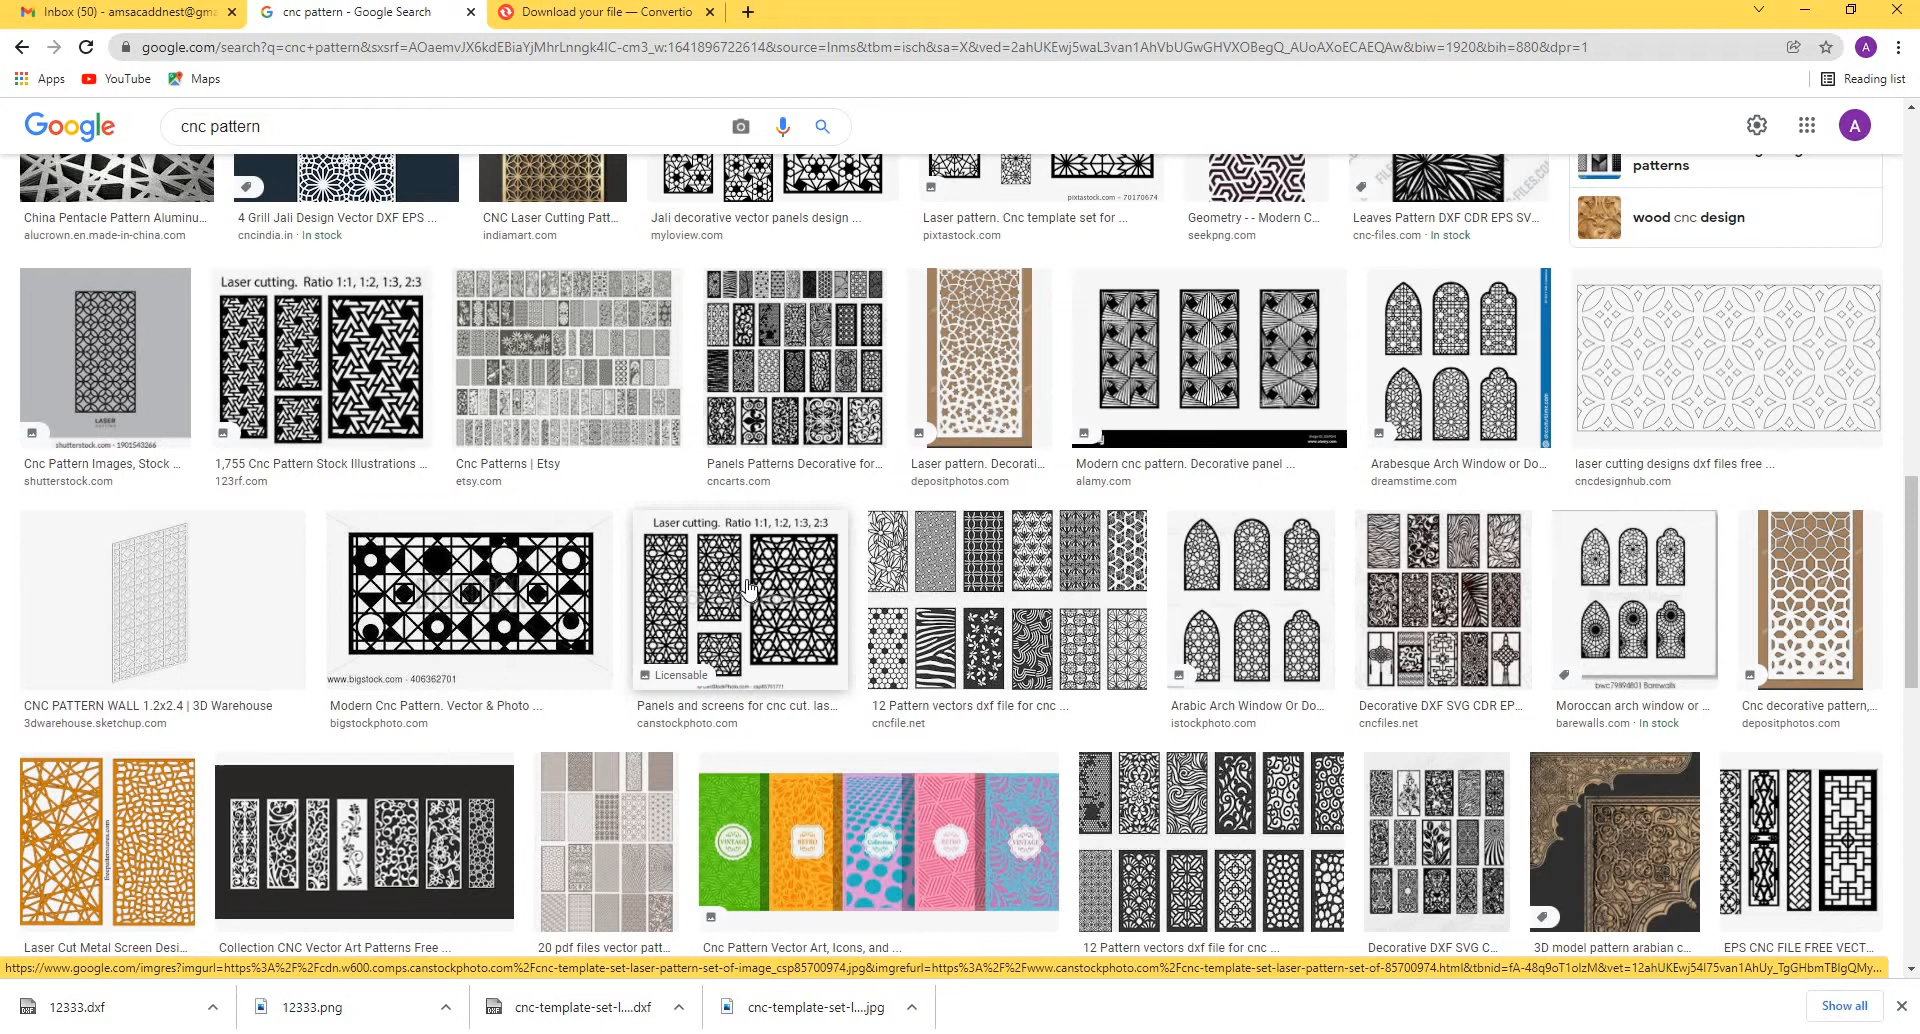 Inbox (50) - amsacaddnest@gma
cnc pattern - Google Search
Download your file — Convertio
google.com/search?q=cnc+pattern&sxsrf=AOaemvJX6kdEBiaYjMhrLnngk4lC-cm3_w:1641896722614&source=lnms&tbm=isch&sa=X&ved=2ahUKEwj5waL3van1AhVbUGwGHVXOBegQ_AUoAXoECAEQAw&biw=1920&bih=880&dpr=1
A
Apps
YouTube
Maps
Reading list
Google
cnc pattern
A
patterns
pixtastock.com - 70170674
China Pentacle Pattern Aluminu...
4 Grill Jali Design Vector DXF EPS ...
CNC Laser Cutting Patt...
Jali decorative vector panels design ...
Laser pattern. Cnc template set for ...
Geometry - - Modern C...
Leaves Pattern DXF CDR EPS SV...
wood cnc design
alucrown.en.made-in-china.com
cncindia.in · In stock
indiamart.com
myloview.com
pixtastock.com
seekpng.com
cnc-files.com · In stock
Laser cutting. Ratio 1:1, 1:2, 1:3, 2:3
LASER
shutterstock.com · 1901543266
Cnc Pattern Images, Stock ...
1,755 Cnc Pattern Stock Illustrations ...
Cnc Patterns | Etsy
Panels Patterns Decorative for...
Laser pattern. Decorati...
Modern cnc pattern. Decorative panel ...
Arabesque Arch Window or Do...
laser cutting designs dxf files free ...
shutterstock.com
123rf.com
etsy.com
cncarts.com
depositphotos.com
alamy.com
dreamstime.com
cncdesignhub.com
Laser cutting. Ratio 1:1, 1:2, 1:3, 2:3
Licensable
www.bigstock.com · 406362701
bwc79894801 Barewalls
CNC PATTERN WALL 1.2x2.4 | 3D Warehouse
Modern Cnc Pattern. Vector & Photo ...
Panels and screens for cnc cut. las...
12 Pattern vectors dxf file for cnc ...
Arabic Arch Window Or Do...
Decorative DXF SVG CDR EP...
Moroccan arch window or ...
Cnc decorative pattern,...
3dwarehouse.sketchup.com
bigstockphoto.com
canstockphoto.com
cncfile.net
istockphoto.com
cncfiles.net
barewalls.com · In stock
depositphotos.com
VINTAGE
RETRO
Collection
RETRO
VINTAGE
Laser Cut Metal Screen Desi...
Collection CNC Vector Art Patterns Free ...
20 pdf files vector patt...
Cnc Pattern Vector Art, Icons, and ...
12 Pattern vectors dxf file for cnc ...
Decorative DXF SVG C...
3D model pattern arabian c...
EPS CNC FILE FREE VECT...
https://www.google.com/imgres?imgurl=https%3A%2F%2Fcdn.w600.comps.canstockphoto.com%2Fcnc-template-set-laser-pattern-set-of-image_csp85700974.jpg&imgrefurl=https%3A%2F%2Fwww.canstockphoto.com%2Fcnc-template-set-laser-pattern-set-of-85700974.html&tbnid=fA-48q9oT1olzM&vet=12ahUKEwj54I75van1AhUy_TgGHbmTBIgQMy...
12333.dxf
12333.png
cnc-template-set-l....dxf
cnc-template-set-l....jpg
Show all